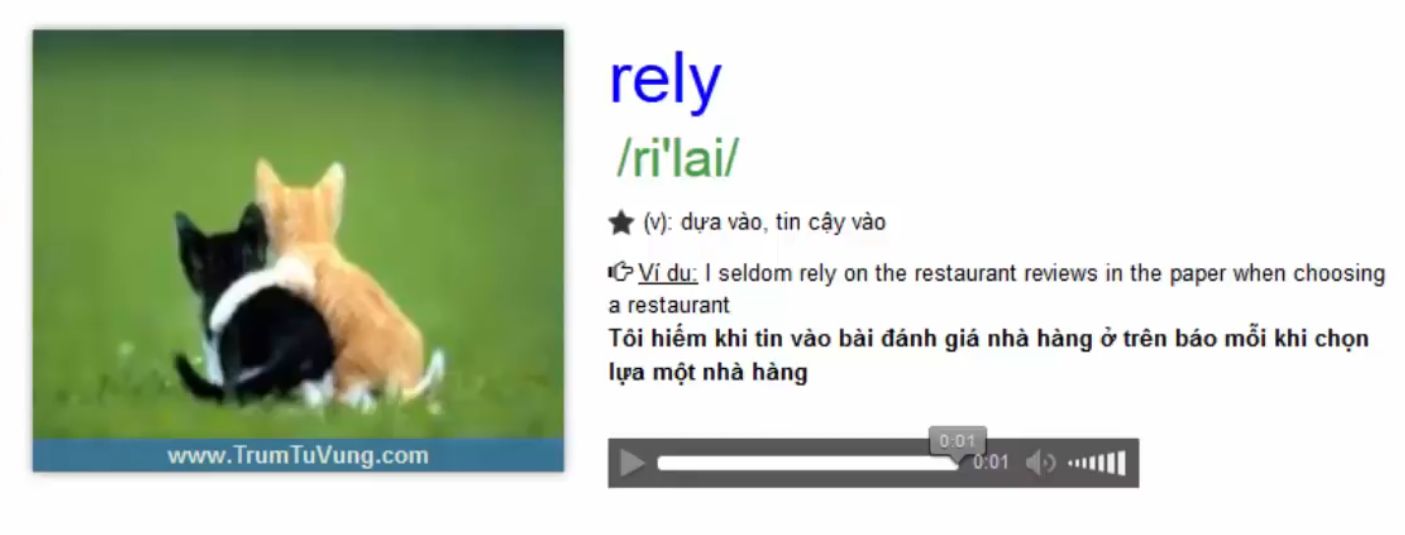 rely
/ri'lai/
(v): dựa vào, tin cậy vào
Ví du: I seldom rely on the restaurant reviews in the paper when choosing
a restaurant
Tôi hiếm khi tin vào bài đánh giá nhà hàng ở trên báo mỗi khi chọn
lựa một nhà hàng
www.TrumTuVung.com
0:01
0:01